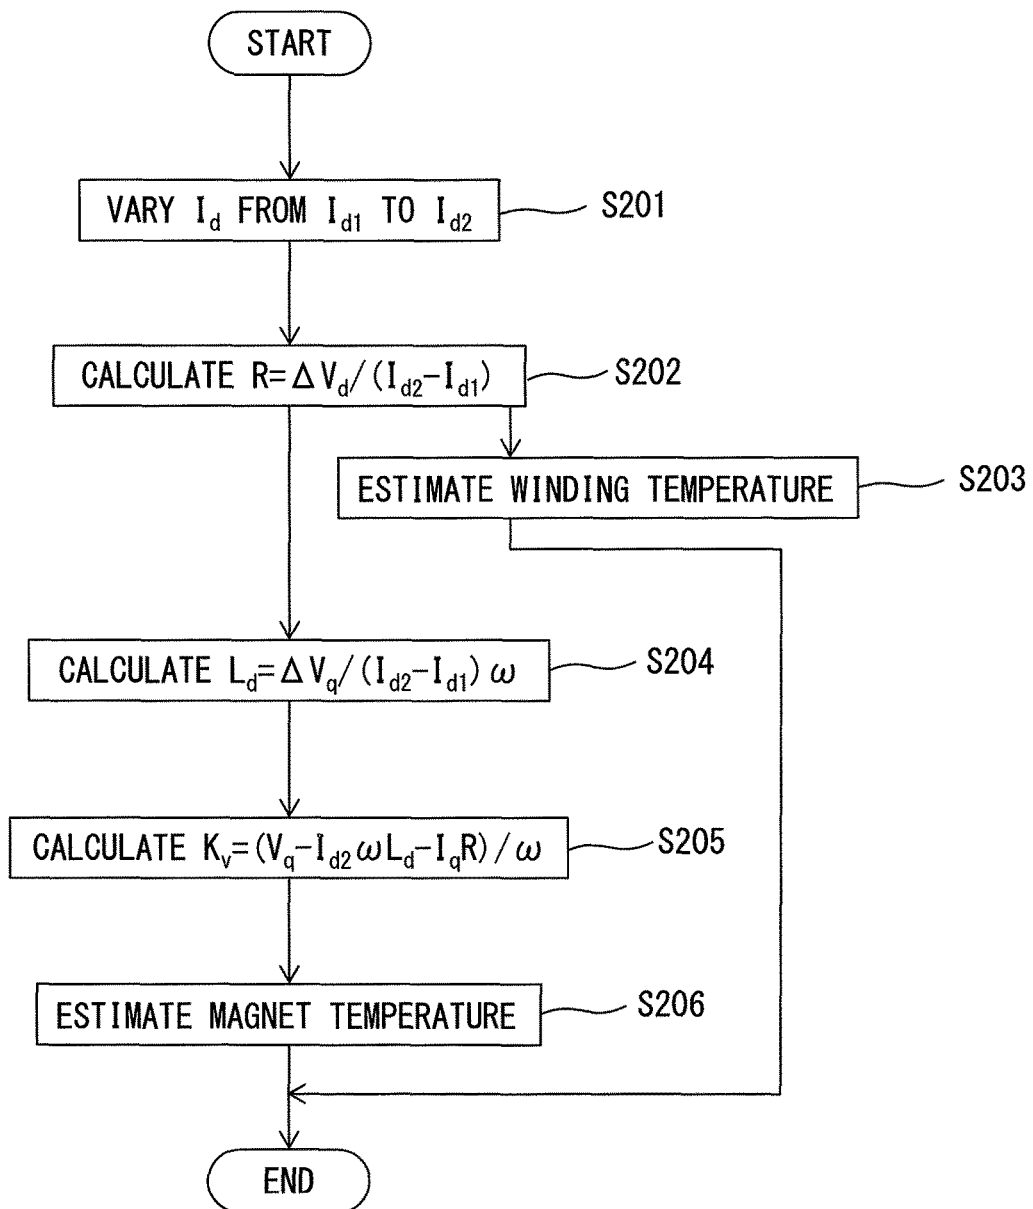 START
VARY I_d FROM I_d1 TO I_d2
S201
CALCULATE R=ΔV_d/(I_d2-I_d1)
S202
ESTIMATE WINDING TEMPERATURE
S203
CALCULATE L_d=ΔV_q/(I_d2-I_d1)ω
S204
CALCULATE K_v=(V_q-I_d2ωL_d-I_qR)/ω
S205
ESTIMATE MAGNET TEMPERATURE
S206
END